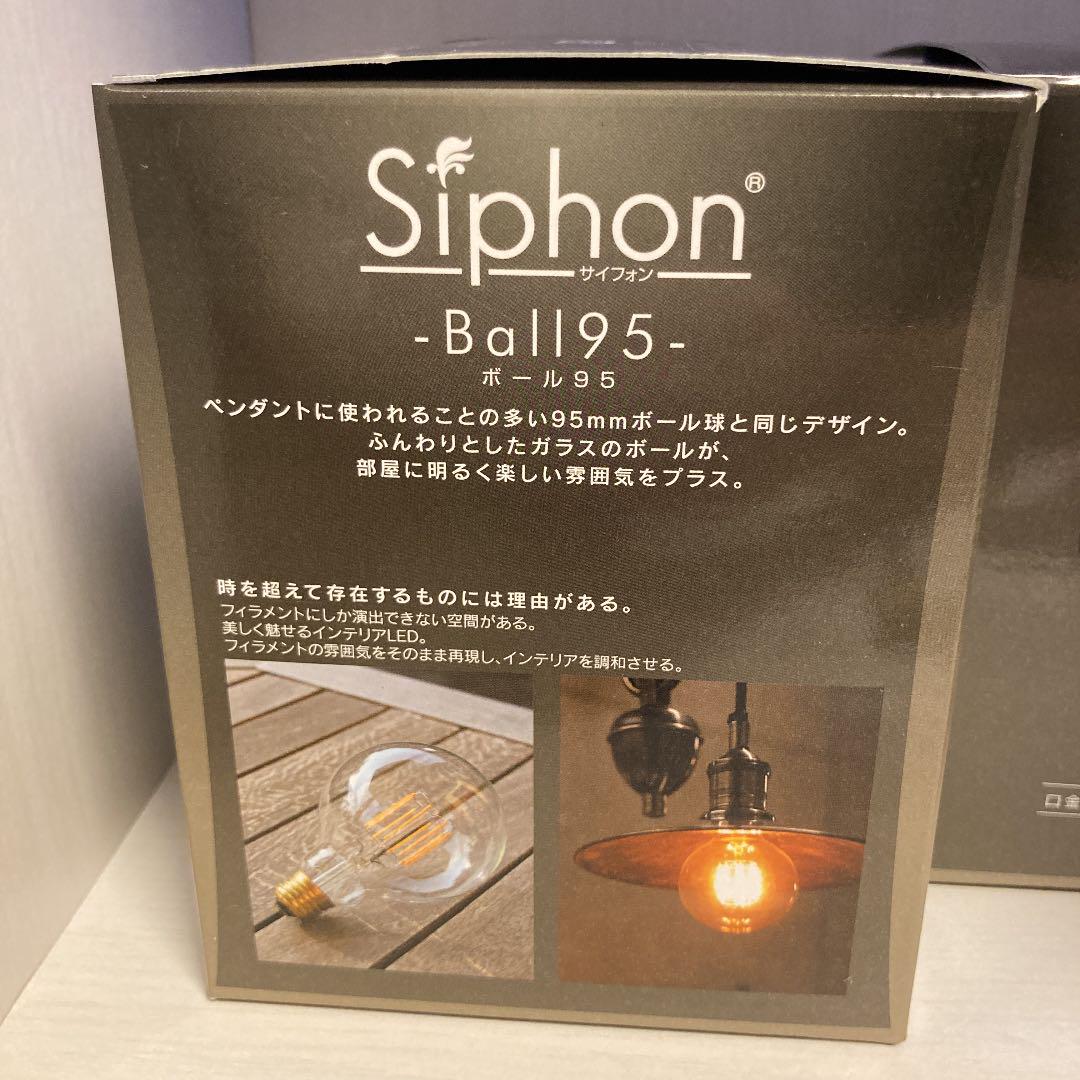 Siphon®
サイフォン
-Ball95-
ボール95
ペンダントに使われることの多い95mmボール球と同じデザイン。
ふんわりとしたガラスのボールが、
部屋に明るく楽しい雰囲気をプラス。
時を超えて存在するものには理由がある。
フィラメントにしか演出できない空間がある。
美しく魅せるインテリアLED。
フィラメントの雰囲気をそのまま再現し、インテリアを調和させる。
口金